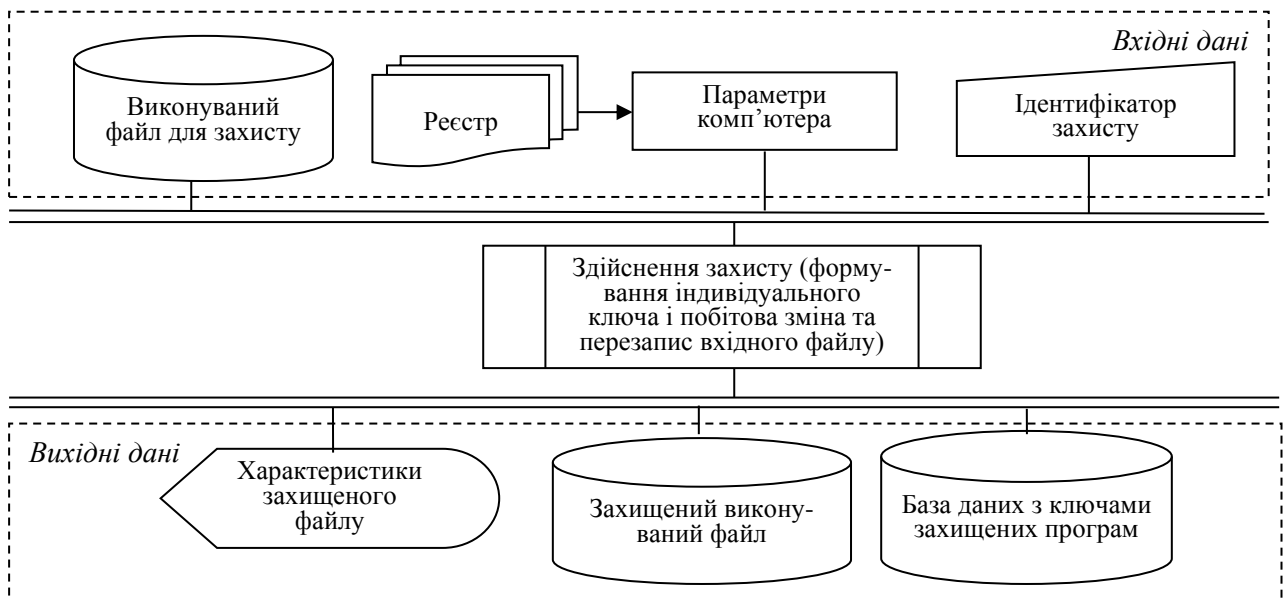 Вхідні дані
Виконуваний
файл для захисту
Реєстр
Параметри
комп’ютера
Ідентифікатор
захисту
Здійснення захисту (форму-
вання індивідуального
ключа і побітова зміна та
перезапис вхідного файлу)
Вихідні дані
Характеристики
захищеного
файлу
Захищений викону-
ваний файл
База даних з ключами
захищених програм